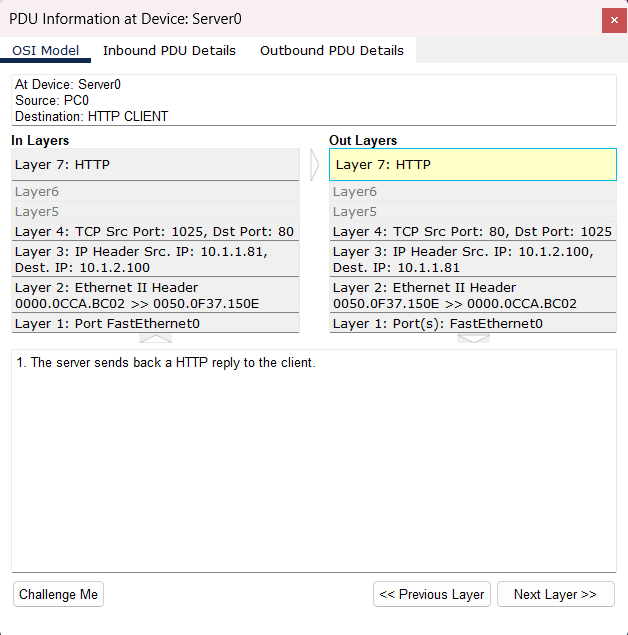 PDU Information at Device: Server0
OSI Model
Inbound PDU Details
Outbound PDU Details
At Device: Server0
Source: PC0
Destination: HTTP CLIENT
In Layers
Layer 7: HTTP
Layer6
Layer5
Layer 4: TCP Src Port: 1025, Dst Port: 80
Layer 3: IP Header Src. IP: 10.1.1.81,
Dest. IP: 10.1.2.100
Layer 2: Ethernet II Header
0000.0CCA.BC02 >> 0050.0F37.150E
Layer 1: Port FastEthernet0
Out Layers
Layer 7: HTTP
Layer6
Layer5
Layer 4: TCP Src Port: 80, Dst Port: 1025
Layer 3: IP Header Src. IP: 10.1.2.100,
Dest. IP: 10.1.1.81
Layer 2: Ethernet II Header
0050.0F37.150E >> 0000.0CCA.BC02
Layer 1: Port(s): FastEthernet0
1. The server sends back a HTTP reply to the client.
Challenge Me
<< Previous Layer
Next Layer >>